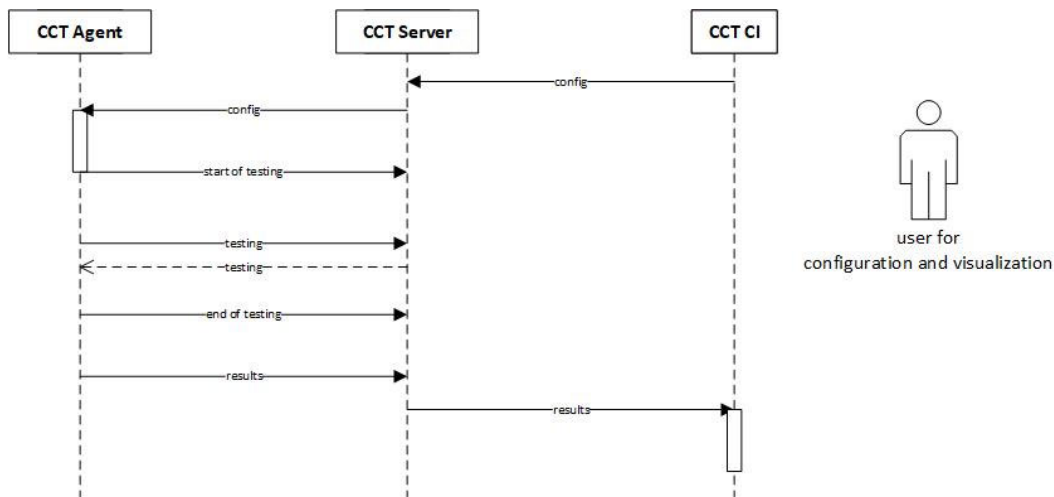 CCT Agent
CCT Server
CCT CI
config
config
start of testing
testing
testing
end of testing
results
results
user for
configuration and visualization